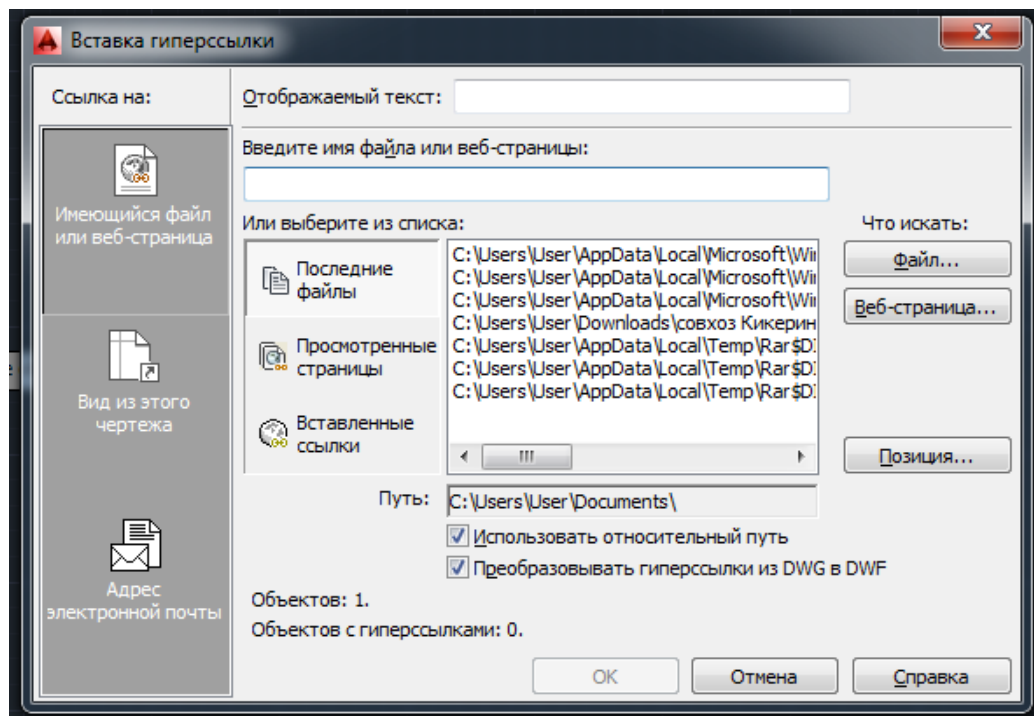 Вставка гиперссылки
Ссылка на:
Отображаемый текст:
Имеющийся файл
или веб-страница
Вид из этого
чертежа
Адрес
электронной почты
Введите имя файла или веб-страницы:
Или выберите из списка:
Что искать:
Последние
файлы
Просмотренные
страницы
Вставленные
ссылки
C:\Users\User\AppData\Local\Microsoft\Wi
C:\Users\User\AppData\Local\Microsoft\Wi
C:\Users\User\AppData\Local\Microsoft\Wi
C:\Users\User\Downloads\совхоз Кикерин
C:\Users\User\AppData\Local\Temp\Rar$D
C:\Users\User\AppData\Local\Temp\Rar$D
C:\Users\User\AppData\Local\Temp\Rar$D
Файл...
Веб-страница...
Позиция...
Путь: C:\Users\User\Documents\
Использовать относительный путь
Преобразовывать гиперссылки из DWG в DWF
Объектов: 1.
Объектов с гиперссылками: 0.
OK Отмена Справка